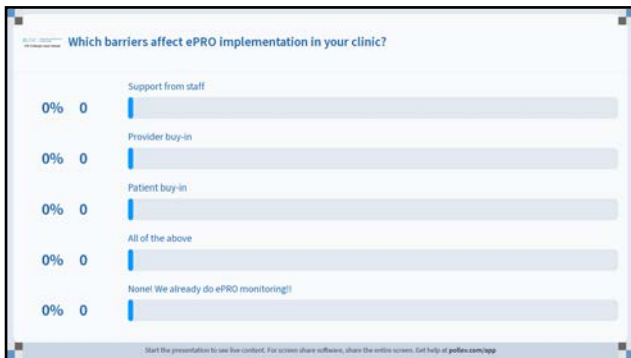 Which barriers affect ePRO implementation in your clinic?
Support from staff
0% 0
Provider buy-in
0% 0
Patient buy-in
0% 0
All of the above
0% 0
None! We already do ePRO monitoring!!
0% 0
Start the presentation to see live content. For screen share software, share the entire screen. Get help at pollev.com/app